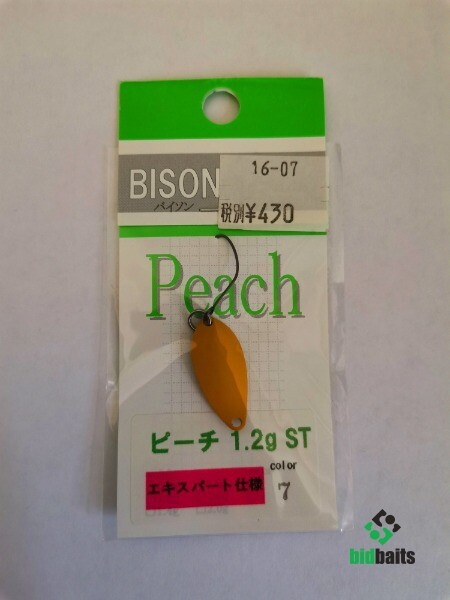 BISON
バイソン
16-07
税別¥430
Peach
ピーチ 1.2g ST
color
エキスパート仕様
7
bidbaits